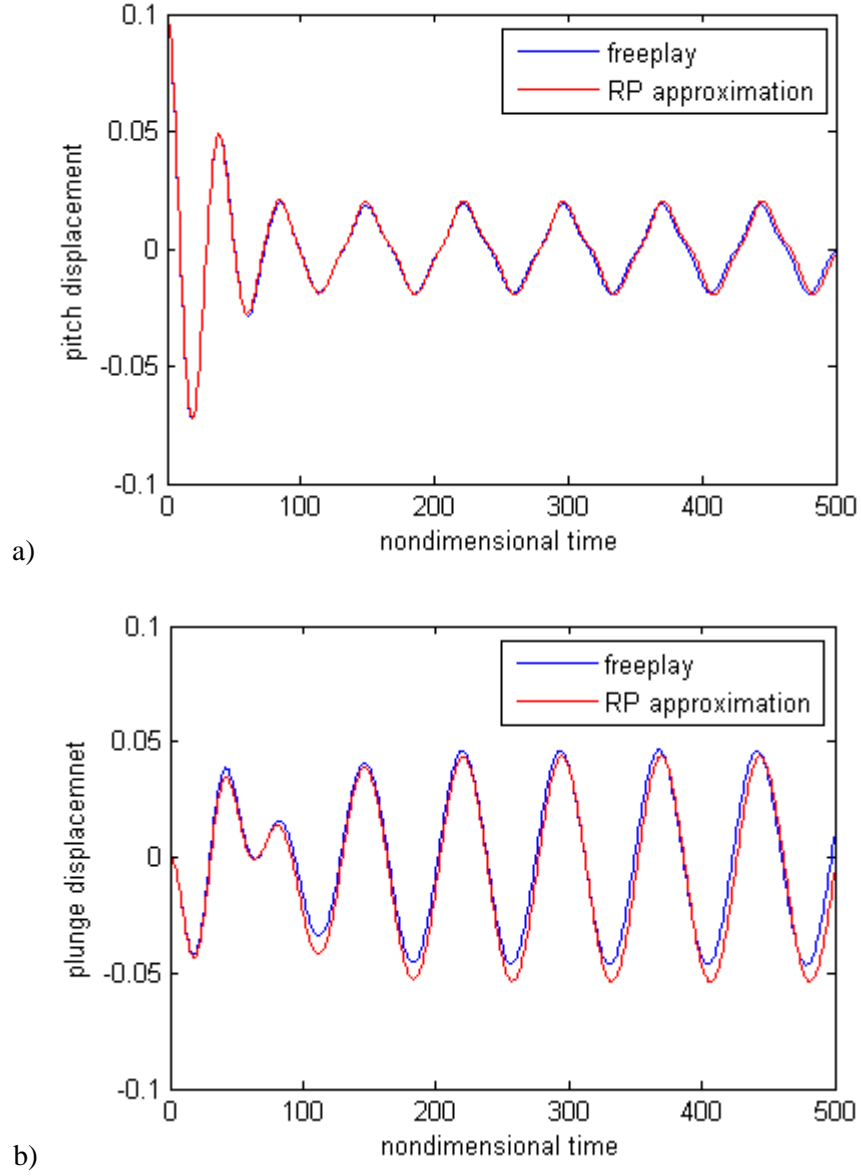 0.1
0.05
0
-0.05
-0.1
pitch displacement
freeplay
RP approximation
0 100 200 300 400 500
nondimensional time
a)
0.1
0.05
0
-0.05
-0.1
plunge displacemnet
freeplay
RP approximation
0 100 200 300 400 500
nondimensional time
b)